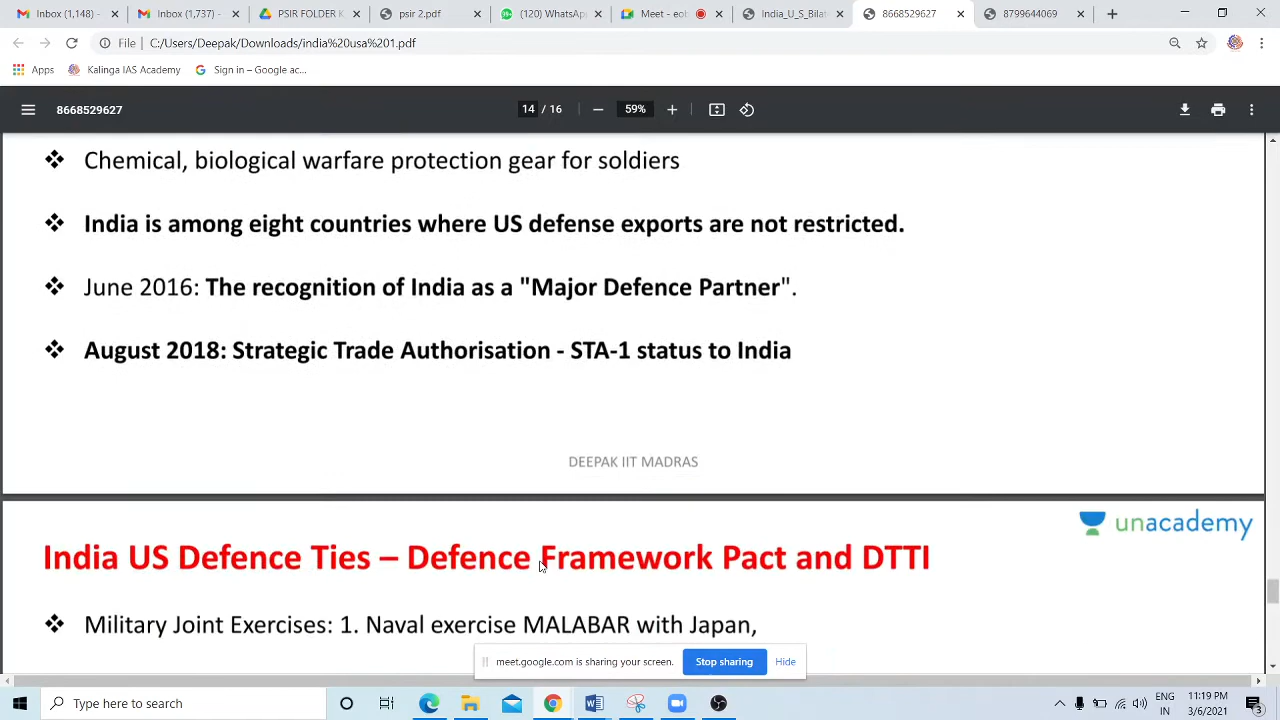 Inbox (148) -
Inbox (1,737) -
PSIR FOLDER K
psir 2.pdf
(120) WhatsAp
Meet - eol
India_U_S_Bilat
8668529627
8799644063
File | C:/Users/Deepak/Downloads/india%20usa%201.pdf
Apps Kalinga IAS Academy Sign in – Google ac...
8668529627 14 / 16 59%
❖ Chemical, biological warfare protection gear for soldiers
❖ India is among eight countries where US defense exports are not restricted.
❖ June 2016: The recognition of India as a "Major Defence Partner".
❖ August 2018: Strategic Trade Authorisation - STA-1 status to India
DEEPAK IIT MADRAS
unacademy
India US Defence Ties – Defence Framework Pact and DTTI
❖ Military Joint Exercises: 1. Naval exercise MALABAR with Japan,
meet.google.com is sharing your screen. Stop sharing Hide
Type here to search
ENG 11:19 PM
IN 3/6/2021
3